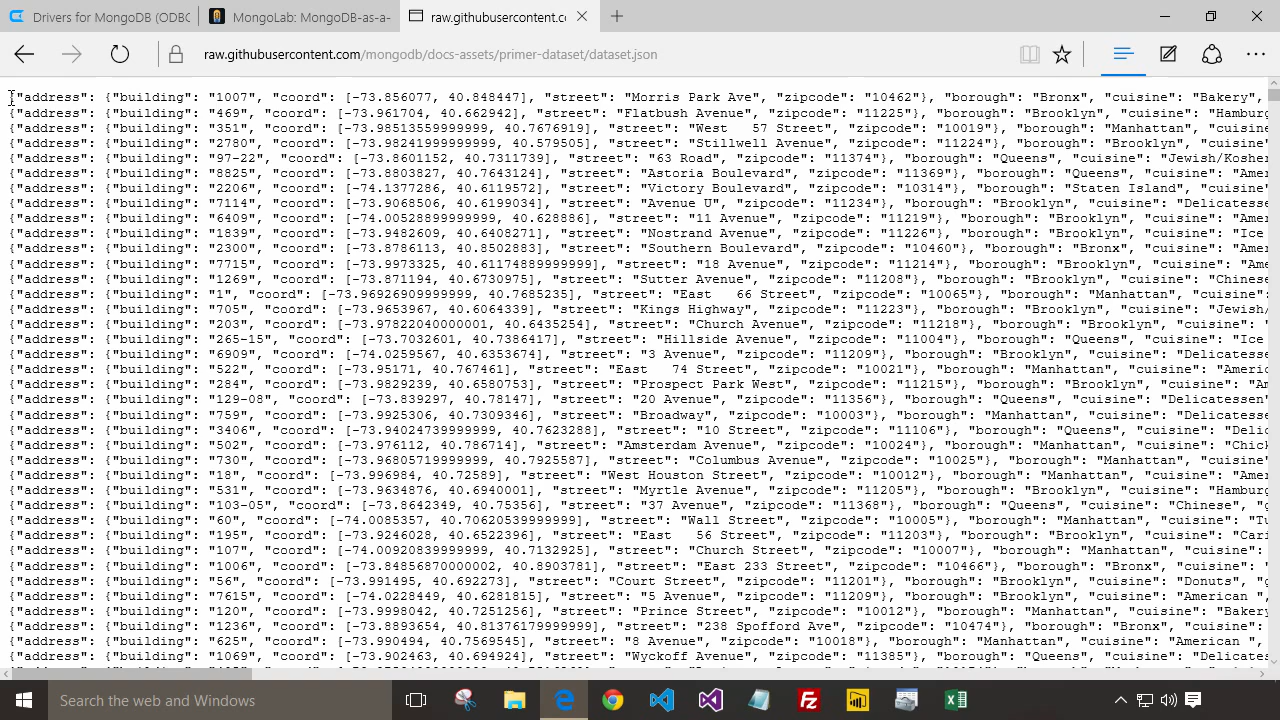 Drivers for MongoDB (ODBC
MongoLab: MongoDB-as-a-
raw.githubusercontent.co
raw.githubusercontent.com/mongodb/docs-assets/primer-dataset/dataset.json
{"address": {"building": "1007", "coord": [-73.856077, 40.848447], "street": "Morris Park Ave", "zipcode": "10462"}, "borough": "Bronx", "cuisine": "Bakery",
{"address": {"building": "469", "coord": [-73.961704, 40.662942], "street": "Flatbush Avenue", "zipcode": "11225"}, "borough": "Brooklyn", "cuisine": "Hamburg
{"address": {"building": "351", "coord": [-73.98513559999999, 40.7676919], "street": "West   57 Street", "zipcode": "10019"}, "borough": "Manhattan", "cuisine
{"address": {"building": "2780", "coord": [-73.98241999999999, 40.579505], "street": "Stillwell Avenue", "zipcode": "11224"}, "borough": "Brooklyn", "cuisine"
{"address": {"building": "97-22", "coord": [-73.8601152, 40.7311739], "street": "63 Road", "zipcode": "11374"}, "borough": "Queens", "cuisine": "Jewish/Kosher
{"address": {"building": "8825", "coord": [-73.8803827, 40.7643124], "street": "Astoria Boulevard", "zipcode": "11369"}, "borough": "Queens", "cuisine": "Amer
{"address": {"building": "2206", "coord": [-74.1377286, 40.6119572], "street": "Victory Boulevard", "zipcode": "10314"}, "borough": "Staten Island", "cuisine"
{"address": {"building": "7114", "coord": [-73.9068506, 40.6199034], "street": "Avenue U", "zipcode": "11234"}, "borough": "Brooklyn", "cuisine": "Delicatesse
{"address": {"building": "6409", "coord": [-74.00528899999999, 40.628886], "street": "11 Avenue", "zipcode": "11219"}, "borough": "Brooklyn", "cuisine": "Amer
{"address": {"building": "1839", "coord": [-73.9482609, 40.6408271], "street": "Nostrand Avenue", "zipcode": "11226"}, "borough": "Brooklyn", "cuisine": "Ice
{"address": {"building": "2300", "coord": [-73.8786113, 40.8502883], "street": "Southern Boulevard", "zipcode": "10460"}, "borough": "Bronx", "cuisine": "Amer
{"address": {"building": "7715", "coord": [-73.9973325, 40.61174889999999], "street": "18 Avenue", "zipcode": "11214"}, "borough": "Brooklyn", "cuisine": "Ame
{"address": {"building": "1269", "coord": [-73.871194, 40.6730975], "street": "Sutter Avenue", "zipcode": "11208"}, "borough": "Brooklyn", "cuisine": "Chinese
{"address": {"building": "1", "coord": [-73.96926909999999, 40.7685235], "street": "East   66 Street", "zipcode": "10065"}, "borough": "Manhattan", "cuisine":
{"address": {"building": "705", "coord": [-73.9653967, 40.6064339], "street": "Kings Highway", "zipcode": "11223"}, "borough": "Brooklyn", "cuisine": "Jewish/
{"address": {"building": "203", "coord": [-73.97822040000001, 40.6435254], "street": "Church Avenue", "zipcode": "11218"}, "borough": "Brooklyn", "cuisine": "
{"address": {"building": "265-15", "coord": [-73.7032601, 40.7386417], "street": "Hillside Avenue", "zipcode": "11004"}, "borough": "Queens", "cuisine": "Ice
{"address": {"building": "6909", "coord": [-74.0259567, 40.6353674], "street": "3 Avenue", "zipcode": "11209"}, "borough": "Brooklyn", "cuisine": "Delicatesse
{"address": {"building": "522", "coord": [-73.95171, 40.767461], "street": "East   74 Street", "zipcode": "10021"}, "borough": "Manhattan", "cuisine": "Americ
{"address": {"building": "284", "coord": [-73.9829239, 40.6580753], "street": "Prospect Park West", "zipcode": "11215"}, "borough": "Brooklyn", "cuisine": "Am
{"address": {"building": "129-08", "coord": [-73.839297, 40.78147], "street": "20 Avenue", "zipcode": "11356"}, "borough": "Queens", "cuisine": "Delicatessen"
{"address": {"building": "759", "coord": [-73.9925306, 40.7309346], "street": "Broadway", "zipcode": "10003"}, "borough": "Manhattan", "cuisine": "Delicatesse
{"address": {"building": "3406", "coord": [-73.94024739999999, 40.7623288], "street": "10 Street", "zipcode": "11106"}, "borough": "Queens", "cuisine": "Delic
{"address": {"building": "502", "coord": [-73.976112, 40.786714], "street": "Amsterdam Avenue", "zipcode": "10024"}, "borough": "Manhattan", "cuisine": "Chick
{"address": {"building": "730", "coord": [-73.96805719999999, 40.7925587], "street": "Columbus Avenue", "zipcode": "10025"}, "borough": "Manhattan", "cuisine"
{"address": {"building": "18", "coord": [-73.996984, 40.72589], "street": "West Houston Street", "zipcode": "10012"}, "borough": "Manhattan", "cuisine": "Amer
{"address": {"building": "531", "coord": [-73.9634876, 40.6940001], "street": "Myrtle Avenue", "zipcode": "11205"}, "borough": "Brooklyn", "cuisine": "Hamburg
{"address": {"building": "103-05", "coord": [-73.8642349, 40.75356], "street": "37 Avenue", "zipcode": "11368"}, "borough": "Queens", "cuisine": "Chinese", "g
{"address": {"building": "60", "coord": [-74.0085357, 40.70620539999999], "street": "Wall Street", "zipcode": "10005"}, "borough": "Manhattan", "cuisine": "Tu
{"address": {"building": "195", "coord": [-73.9246028, 40.6522396], "street": "East   56 Street", "zipcode": "11203"}, "borough": "Brooklyn", "cuisine": "Cari
{"address": {"building": "107", "coord": [-74.00920839999999, 40.7132925], "street": "Church Street", "zipcode": "10007"}, "borough": "Manhattan", "cuisine":
{"address": {"building": "1006", "coord": [-73.84856870000002, 40.8903781], "street": "East 233 Street", "zipcode": "10466"}, "borough": "Bronx", "cuisine": "
{"address": {"building": "56", "coord": [-73.991495, 40.692273], "street": "Court Street", "zipcode": "11201"}, "borough": "Brooklyn", "cuisine": "Donuts", "g
{"address": {"building": "7615", "coord": [-74.0228449, 40.6281815], "street": "5 Avenue", "zipcode": "11209"}, "borough": "Brooklyn", "cuisine": "American ",
{"address": {"building": "120", "coord": [-73.9998042, 40.7251256], "street": "Prince Street", "zipcode": "10012"}, "borough": "Manhattan", "cuisine": "Bakery
{"address": {"building": "1236", "coord": [-73.8893654, 40.81376179999999], "street": "238 Spofford Ave", "zipcode": "10474"}, "borough": "Bronx", "cuisine":
{"address": {"building": "625", "coord": [-73.990494, 40.7569545], "street": "8 Avenue", "zipcode": "10018"}, "borough": "Manhattan", "cuisine": "American ",
{"address": {"building": "1069", "coord": [-73.902463, 40.694924], "street": "Wyckoff Avenue", "zipcode": "11385"}, "borough": "Queens", "cuisine": "Delicates
Search the web and Windows